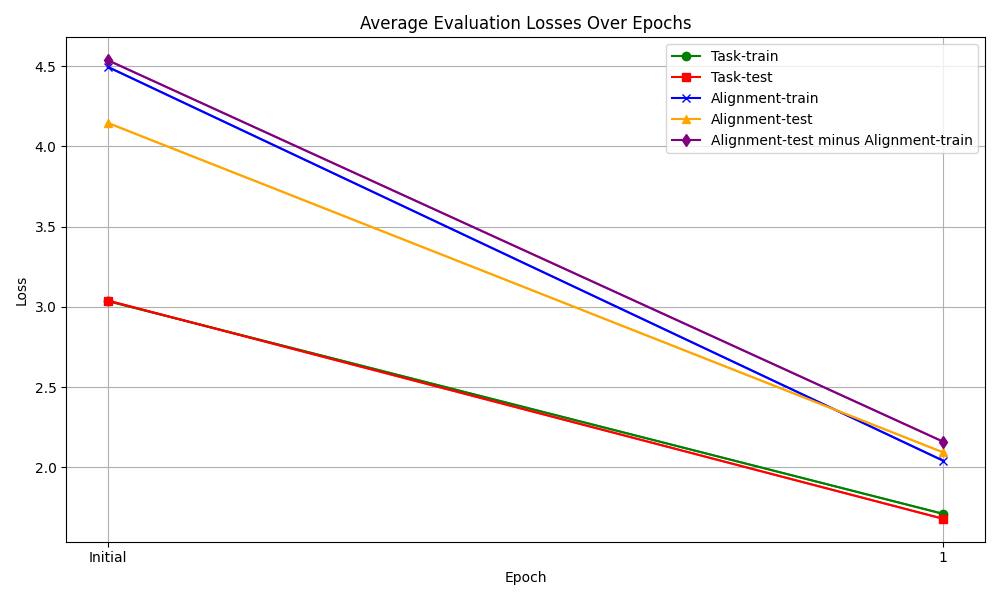 Average Evaluation Losses Over Epochs
Task-train
Task-test
Alignment-train
Alignment-test
Alignment-test minus Alignment-train
4.5
4.0
3.5
3.0
2.5
2.0
Loss
Initial
1
Epoch